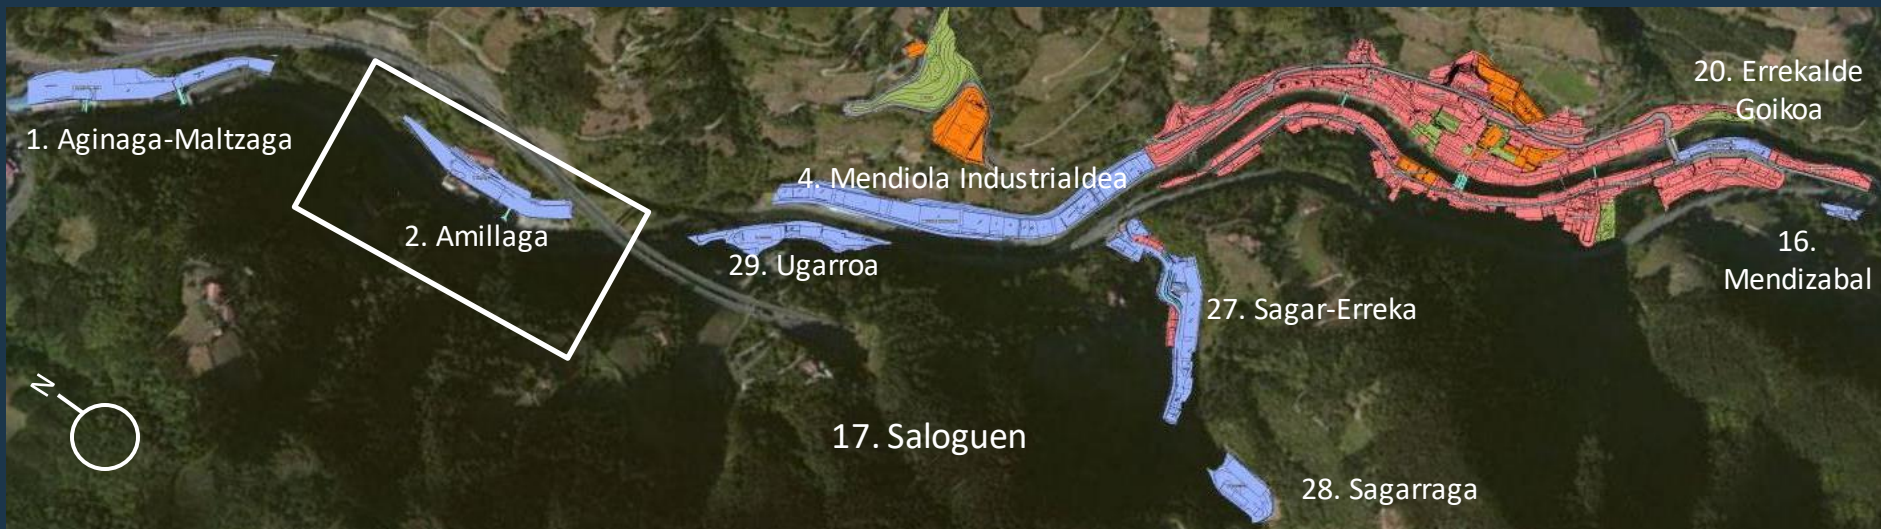 20. Errekalde
Goikoa
1. Aginaga-Maltzaga
4. Mendiola Industrialdea
2. Amillaga
29. Ugarroa
16.
Mendizabal
27. Sagar-Erreka
N
17. Saloguen
28. Sagarraga